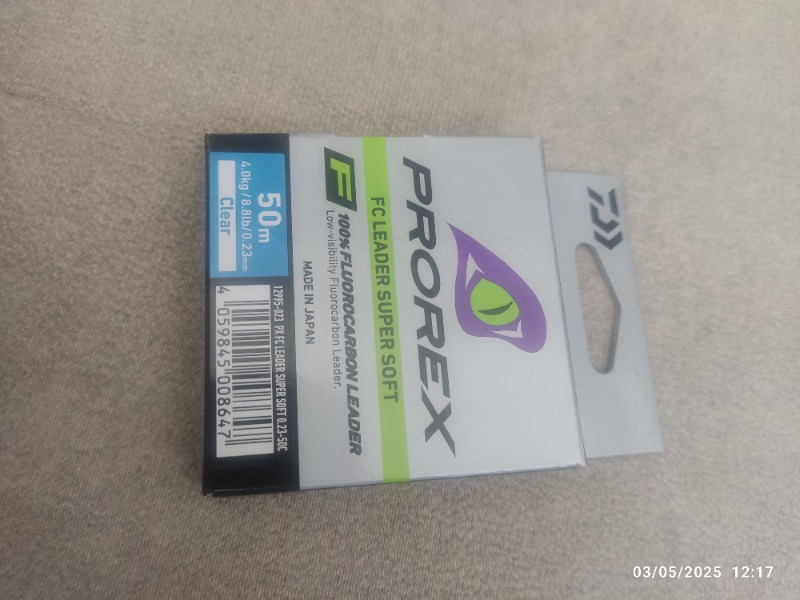 PROREX
FC LEADER SUPER SOFT
F
100% FLUOROCARBON LEADER
Low-visibility Fluorocarbon Leader.
MADE IN JAPAN
50m
4.0kg/8.8lb/0.23mm
Clear
12995-023 PX FC LEADER SUPER SOFT 0.23-50C
4 059845 008647
03/05/2025 12:17